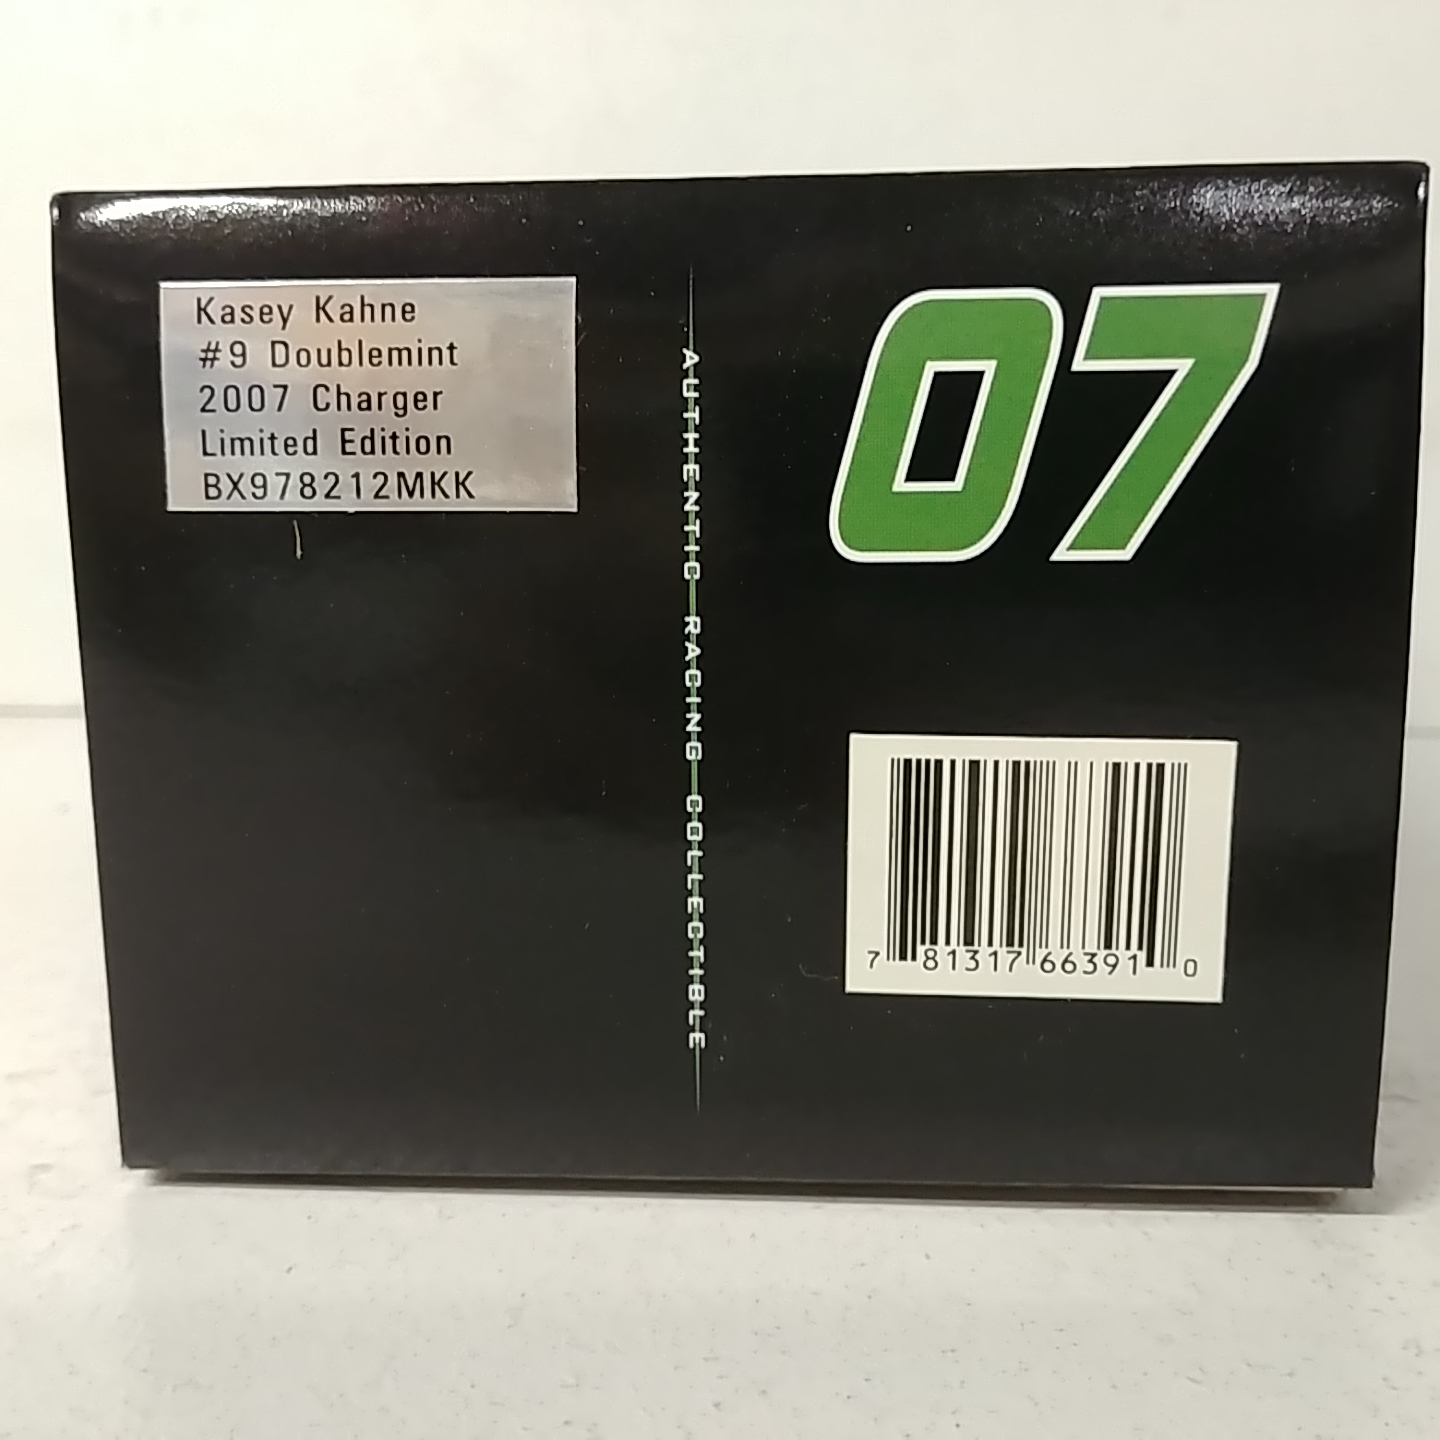 Kasey Kahne
#9 Doublemint
2007 Charger
Limited Edition
BX978212MKK
AUTHENTIC RACING COLLECTIBLE
07
7 81317 66391 0